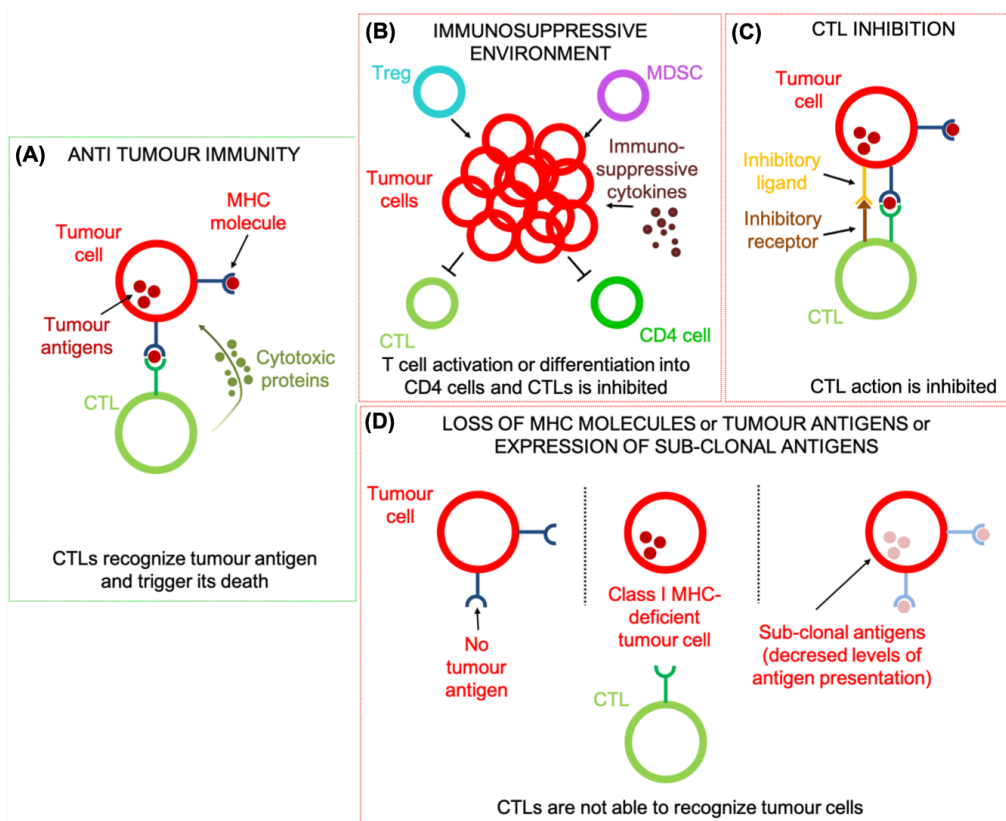 (A)
ANTI TUMOUR IMMUNITY
MHC
molecule
Tumour
cell
Tumour
antigens
Cytotoxic
proteins
CTL
CTLs recognize tumour antigen
and trigger its death
(B)
IMMUNOSUPPRESSIVE
ENVIRONMENT
Treg
MDSC
Tumour
cells
Immuno-
suppressive
cytokines
CTL
CD4 cell
T cell activation or differentiation into
CD4 cells and CTLs is inhibited
(C)
CTL INHIBITION
Tumour
cell
Inhibitory
ligand
Inhibitory
receptor
CTL
CTL action is inhibited
(D)
LOSS OF MHC MOLECULES or TUMOUR ANTIGENS or
EXPRESSION OF SUB-CLONAL ANTIGENS
Tumour
cell
No
tumour
antigen
Class I MHC-
deficient
tumour cell
CTL
Sub-clonal antigens
(decresed levels of
antigen presentation)
CTLs are not able to recognize tumour cells